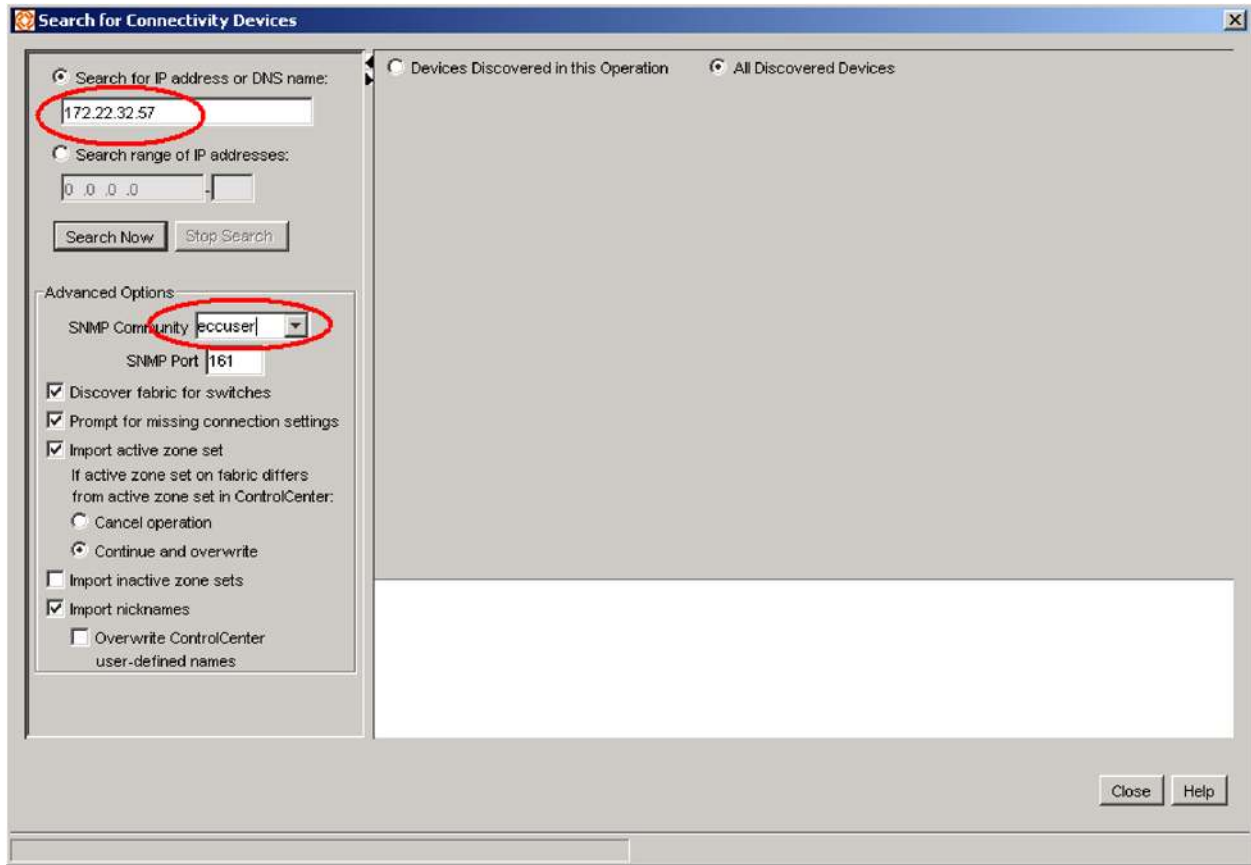 Search for Connectivity Devices
Search for IP address or DNS name:
172.22.32.57
Search range of IP addresses:
0 .0 .0 .0 -
Search Now Stop Search
Advanced Options
SNMP Community eccuser
SNMP Port 161
Discover fabric for switches
Prompt for missing connection settings
Import active zone set
If active zone set on fabric differs
from active zone set in ControlCenter:
Cancel operation
Continue and overwrite
Import inactive zone sets
Import nicknames
Overwrite ControlCenter
user-defined names
Devices Discovered in this Operation All Discovered Devices
Close Help